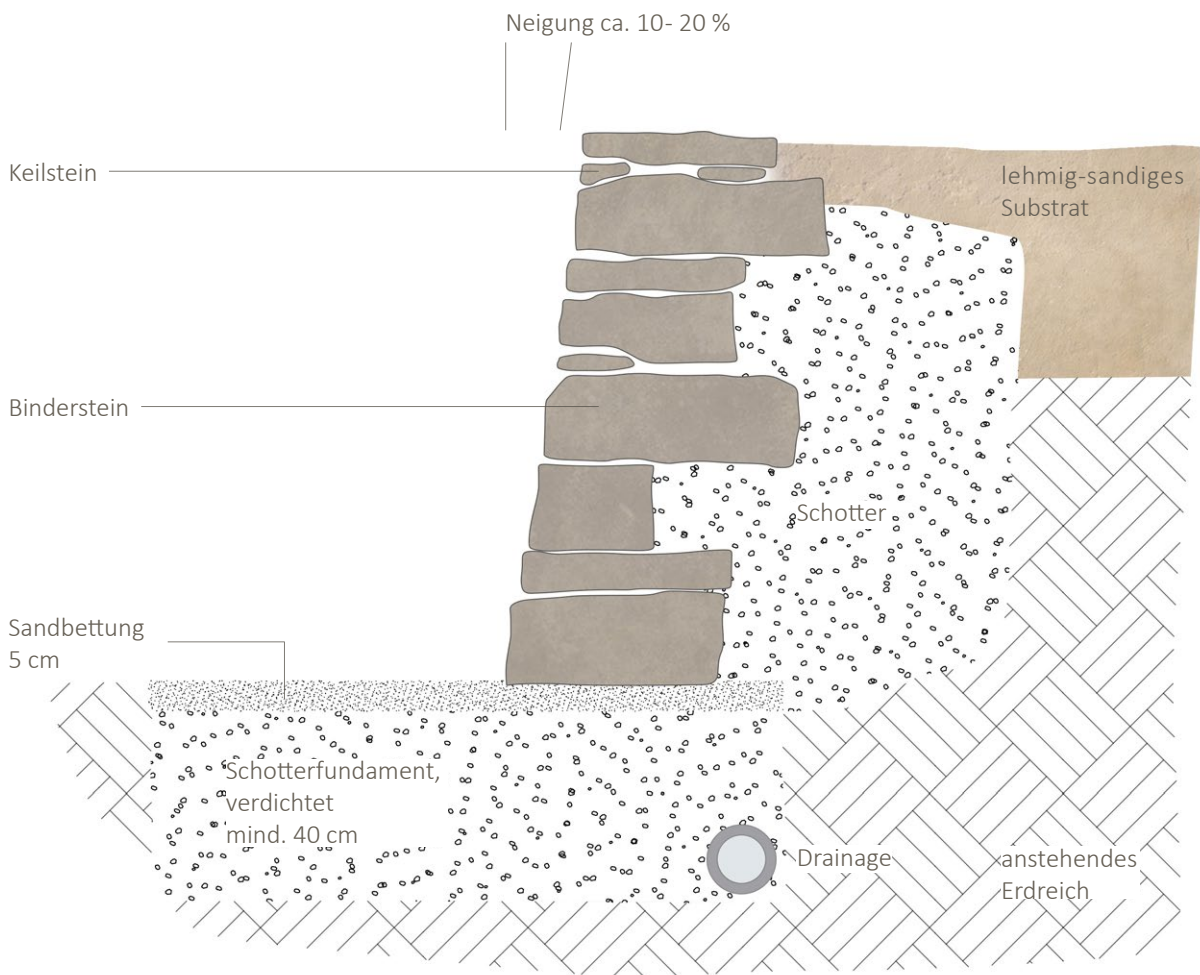 Neigung ca. 10- 20 %
Keilstein
lehmig-sandiges
Substrat
Binderstein
Schotter
Sandbettung
5 cm
Schotterfundament,
verdichtet
mind. 40 cm
Drainage
anstehendes
Erdreich